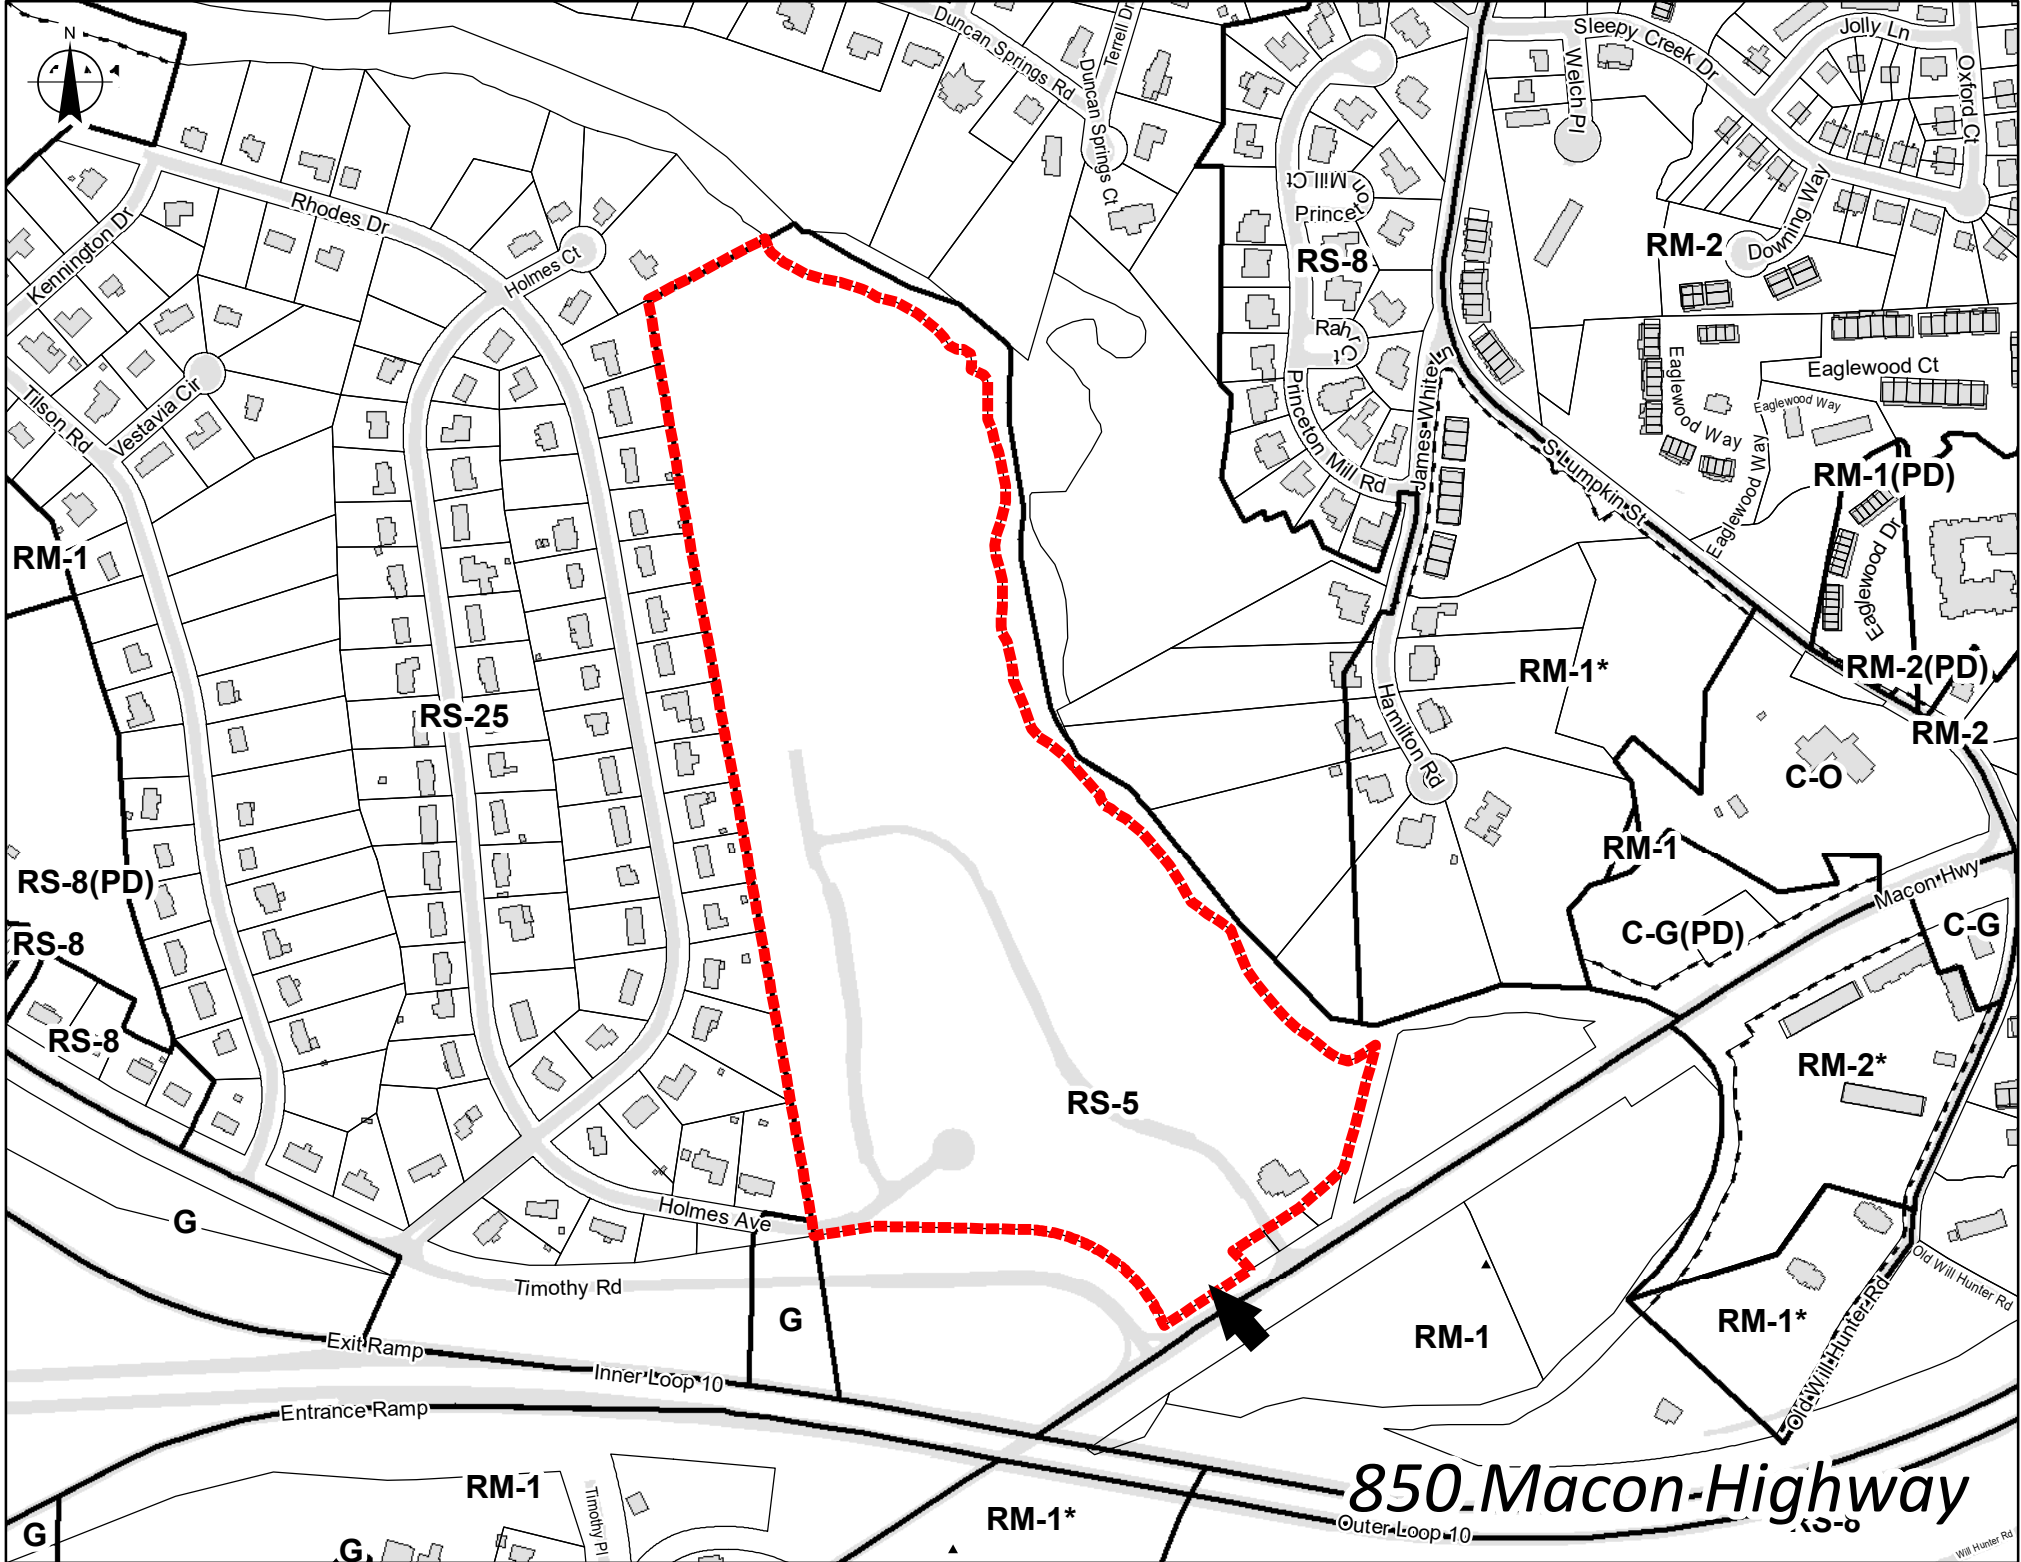 N
Duncan Springs Rd
Terrell Dr
Duncan Springs Ct
Sleepy Creek Dr
Welch Pl
Jolly Ln
Oxford Ct
Rhodes Dr
Kennington Dr
Holmes Ct
Princeton Mill Ct
RS-8
RM-2
Downing Way
Rahr Ct
James White Ln
Princeton Mill Rd
Tilson Rd
Vestavia Cir
Eaglewood Ct
Eaglewood Way
Eaglewood Way
Eaglewood Way
S Lumpkin St
RM-1(PD)
Eaglewood Dr
RM-1
RM-2(PD)
RM-1*
RS-25
Hamilton Rd
RM-2
C-O
RM-1
RS-8(PD)
Macon Hwy
C-G(PD)
C-G
RS-8
RS-8
RM-2*
RS-5
Holmes Ave
G
Timothy Rd
G
Old Will Hunter Rd
Old Will Hunter Rd
RM-1
RM-1*
Exit Ramp
Inner Loop 10
Entrance Ramp
RM-1
Timothy Pl
RM-1*
850 Macon Highway
Outer Loop 10
RS-8
G
G
Will Hunter Rd